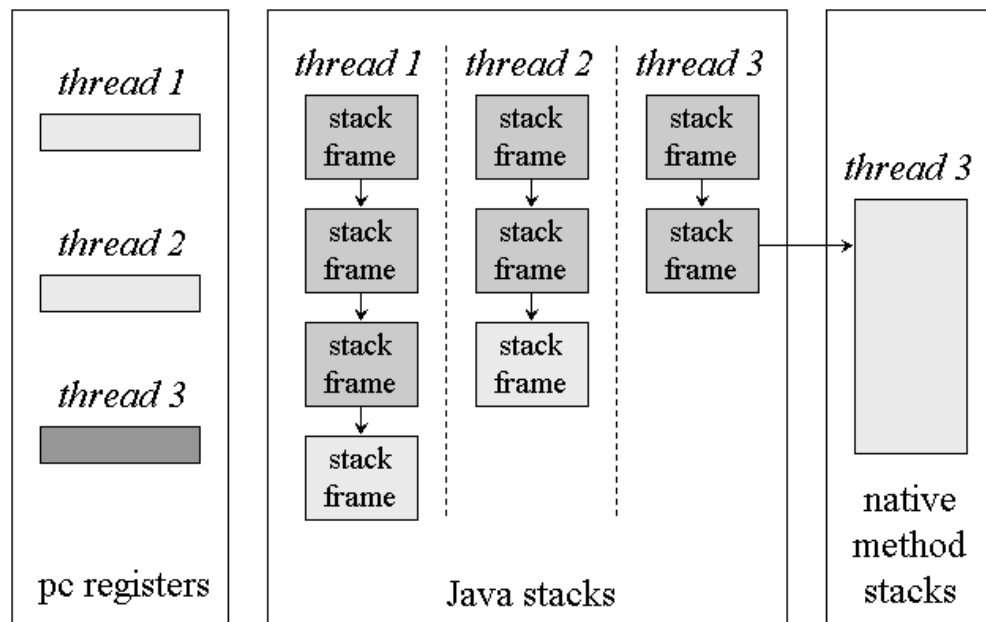 thread 1
thread 2
thread 3
pc registers
thread 1
stack
frame
stack
frame
stack
frame
stack
frame
thread 2
stack
frame
stack
frame
stack
frame
thread 3
stack
frame
stack
frame
Java stacks
thread 3
native
method
stacks